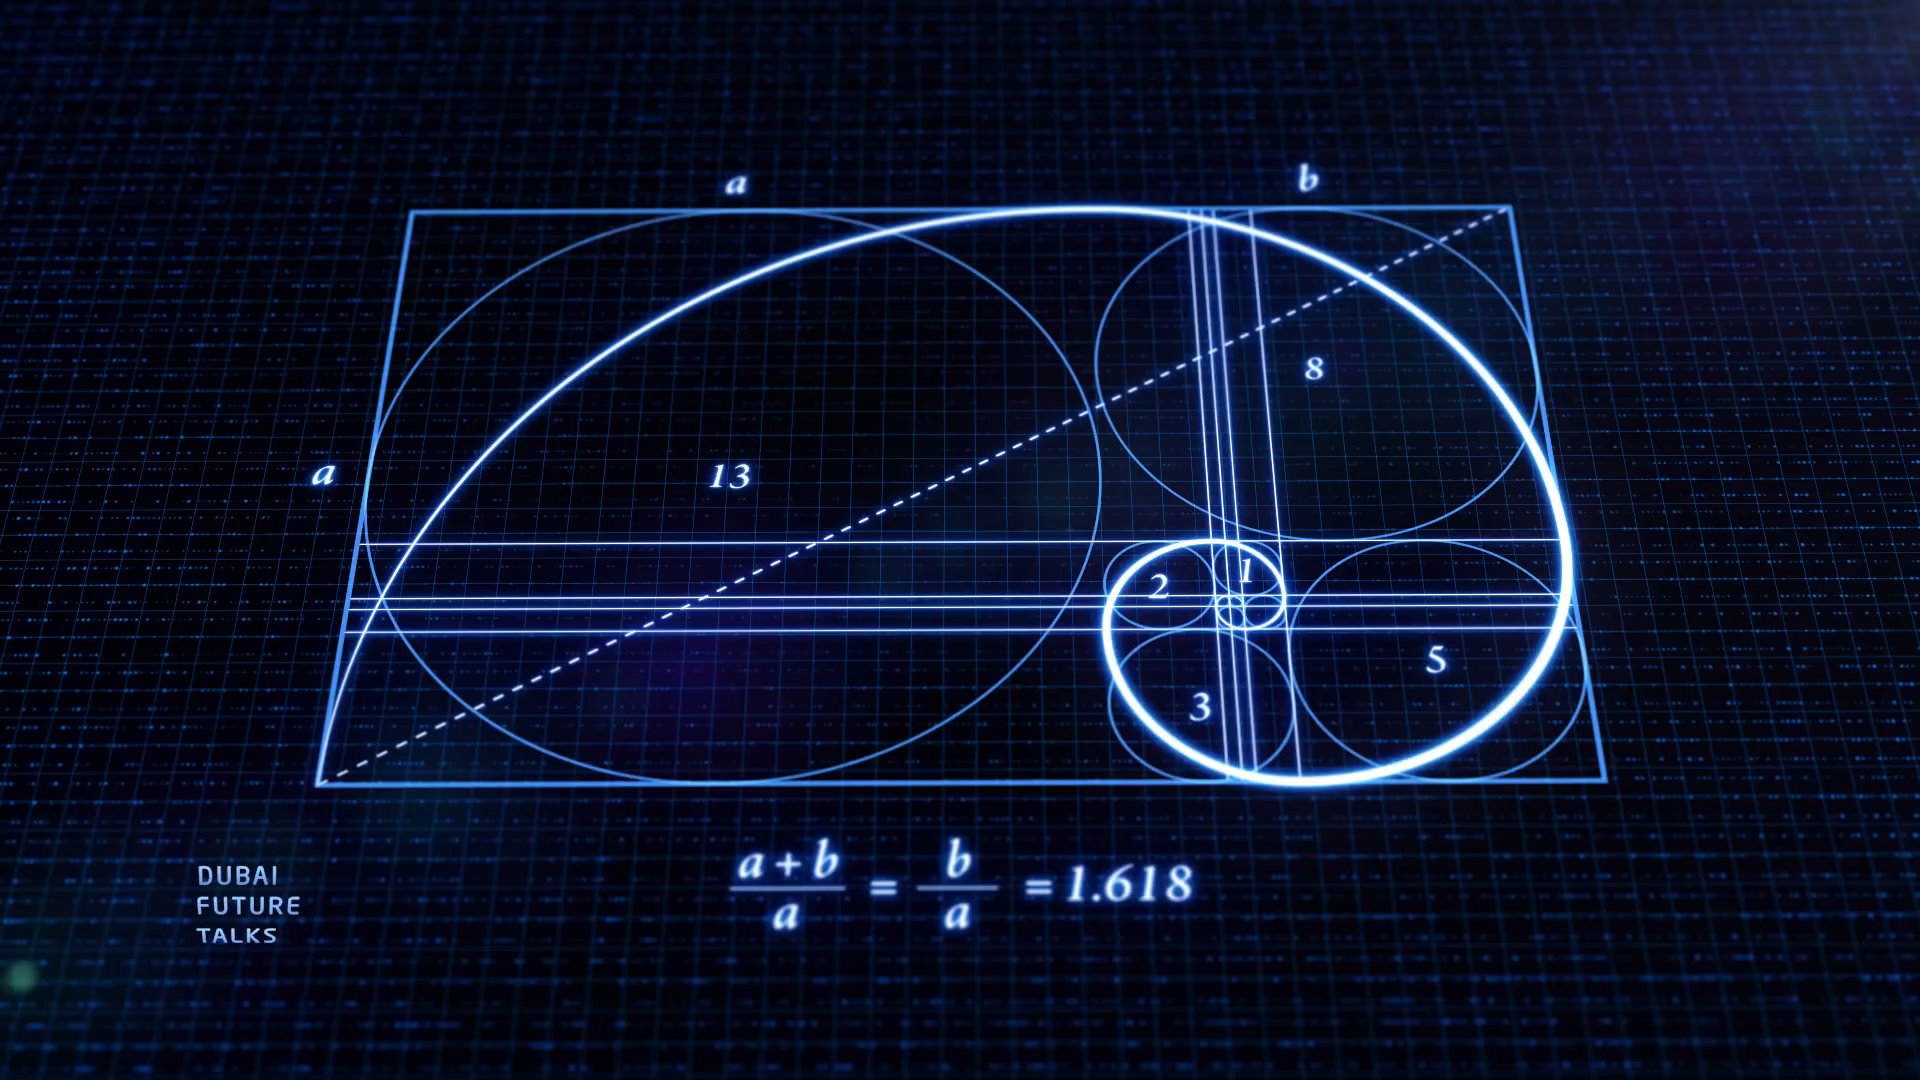 a b
a
13
8
2
1
5
3
a + b / a = b / a = 1.618
DUBAI
FUTURE
TALKS